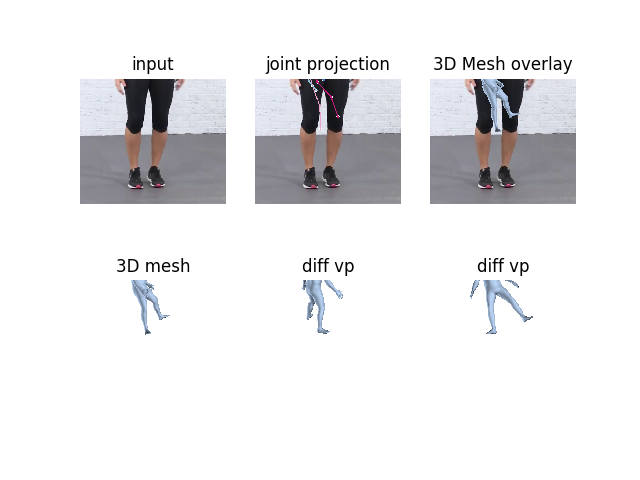 input
joint projection
3D Mesh overlay
3D mesh
diff vp
diff vp